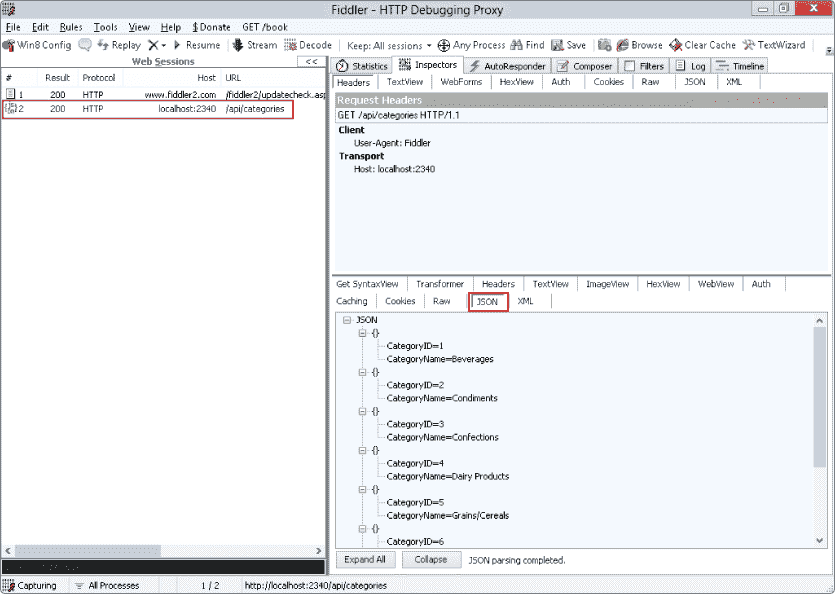 Fiddler - HTTP Debugging Proxy
File Edit Rules Tools View Help $ Donate GET /book
Win8 Config Replay Resume Stream Decode Keep: All sessions Any Process Find Save Browse Clear Cache TextWizard
Web Sessions <<
# Result Protocol Host URL
1 200 HTTP www.fiddler2.com /fiddler2/updatecheck.asp
2 200 HTTP localhost:2340 /api/categories
Statistics Inspectors AutoResponder Composer Filters Log Timeline
Headers TextView WebForms HexView Auth Cookies Raw JSON XML
Request Headers
GET /api/categories HTTP/1.1
Client
User-Agent: Fiddler
Transport
Host: localhost:2340
Get SyntaxView Transformer Headers TextView ImageView HexView WebView Auth
Caching Cookies Raw JSON XML
JSON
{}
CategoryID=1
CategoryName=Beverages
{}
CategoryID=2
CategoryName=Condiments
{}
CategoryID=3
CategoryName=Confections
{}
CategoryID=4
CategoryName=Dairy Products
{}
CategoryID=5
CategoryName=Grains/Cereals
{}
CategoryID=6
Expand All Collapse JSON parsing completed.
Capturing All Processes 1 / 2 http://localhost:2340/api/categories